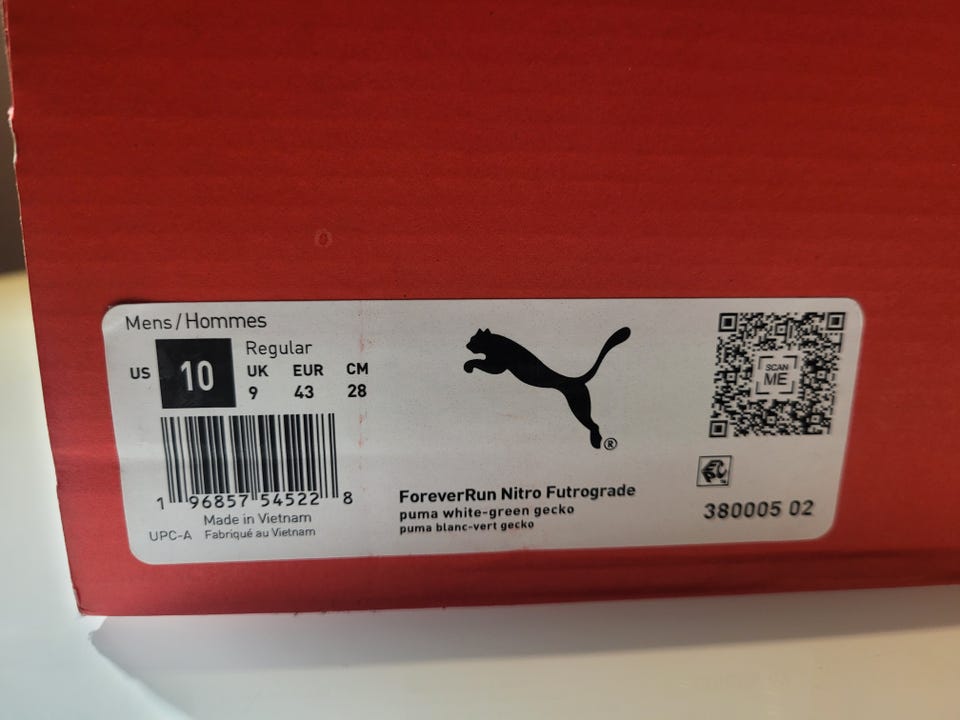 Mens/Hommes
US 10
Regular
UK EUR CM
9 43 28
1 96857 54522 8
Made in Vietnam
UPC-A Fabriqué au Vietnam
®
ForeverRun Nitro Futrograde
puma white-green gecko
puma blanc-vert gecko
SCAN
ME
380005 02